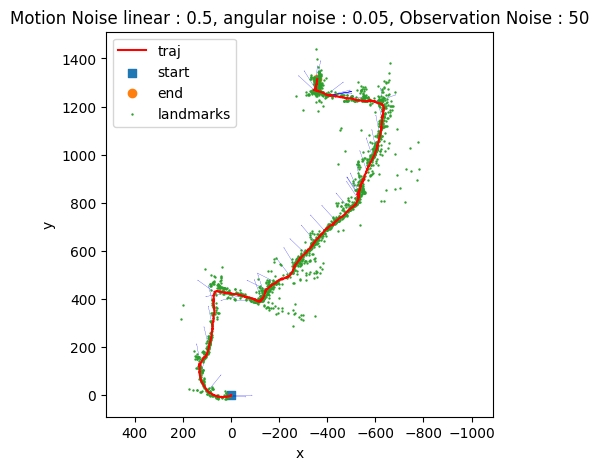 Motion Noise linear : 0.5, angular noise : 0.05, Observation Noise : 50
traj
start
end
landmarks
1400
1200
1000
800
600
400
200
0
y
400 200 0 −200 −400 −600 −800 −1000
x